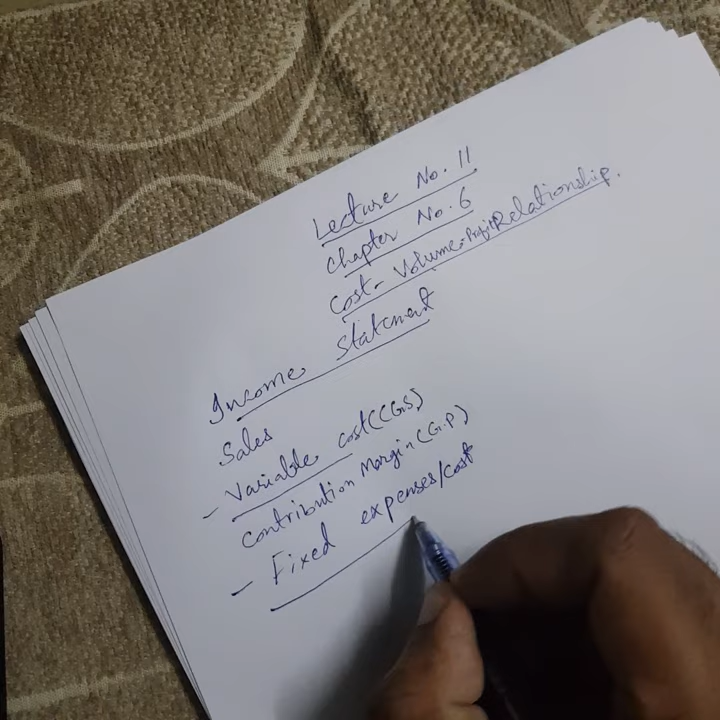 Lecture No. 11
Chapter No. 6
Cost-Volume-Profit Relationship.
Income Statement
Sales
- Variable cost (CGS)
Contribution Margin (G.P)
- Fixed expenses/cost